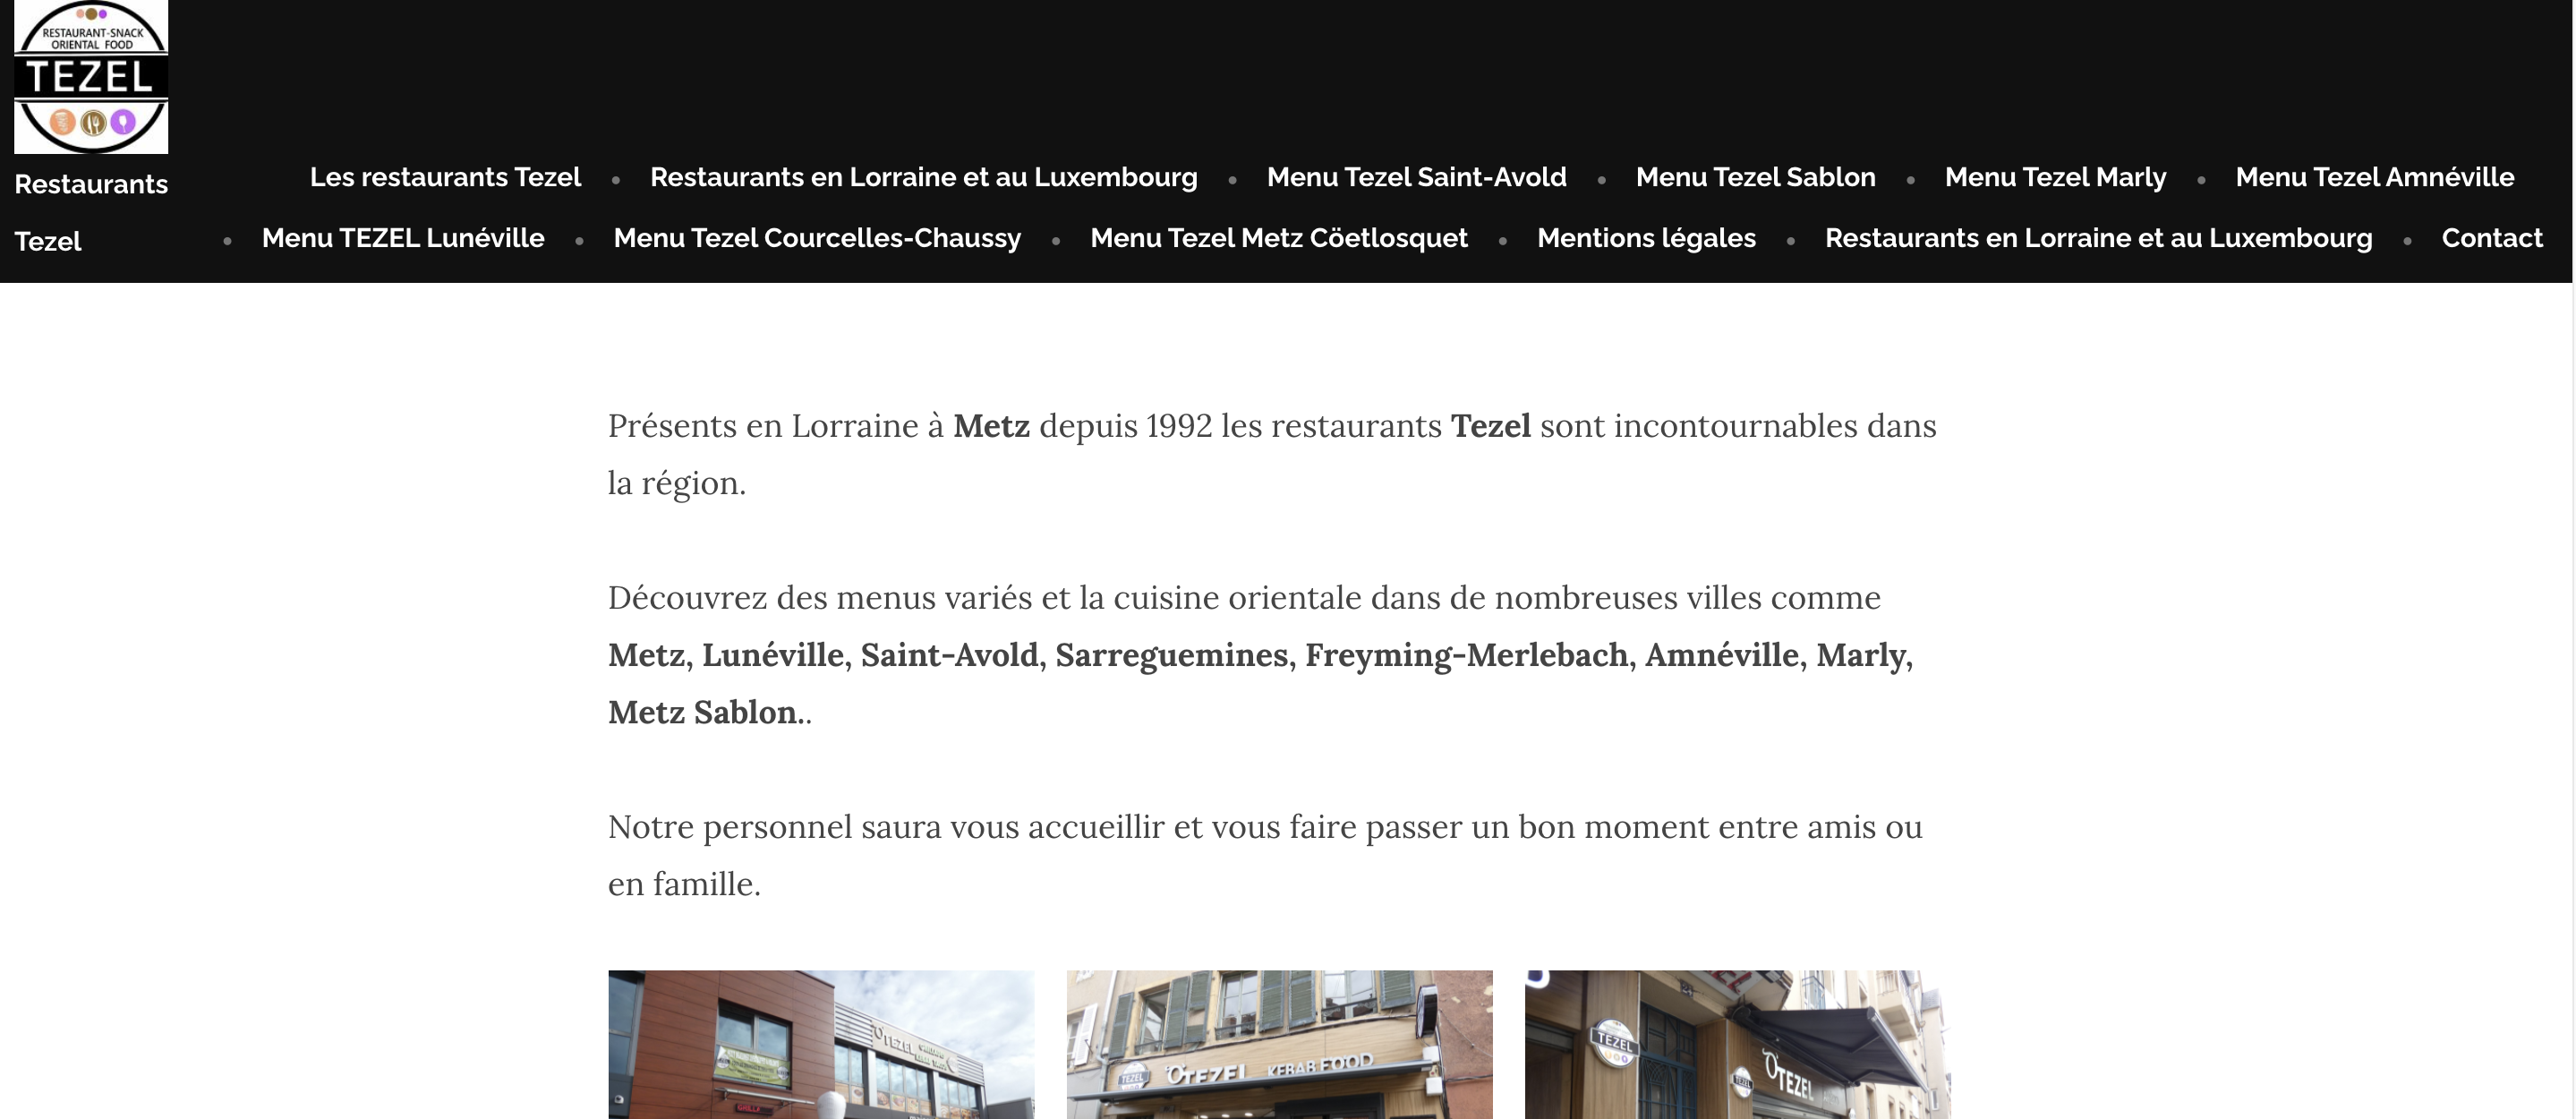 RESTAURANT-SNACK
ORIENTAL FOOD
TEZEL
Restaurants
Tezel
Les restaurants Tezel • Restaurants en Lorraine et au Luxembourg • Menu Tezel Saint-Avold • Menu Tezel Sablon • Menu Tezel Marly • Menu Tezel Amnéville
• Menu TEZEL Lunéville • Menu Tezel Courcelles-Chaussy • Menu Tezel Metz Cöetlosquet • Mentions légales • Restaurants en Lorraine et au Luxembourg • Contact
Présents en Lorraine à Metz depuis 1992 les restaurants Tezel sont incontournables dans
la région.
Découvrez des menus variés et la cuisine orientale dans de nombreuses villes comme
Metz, Lunéville, Saint-Avold, Sarreguemines, Freyming-Merlebach, Amnéville, Marly,
Metz Sablon..
Notre personnel saura vous accueillir et vous faire passer un bon moment entre amis ou
en famille.
O'TEZEL
TEZEL O'TEZEL KEBAB FOOD
TEZEL
TEZEL O'TEZEL